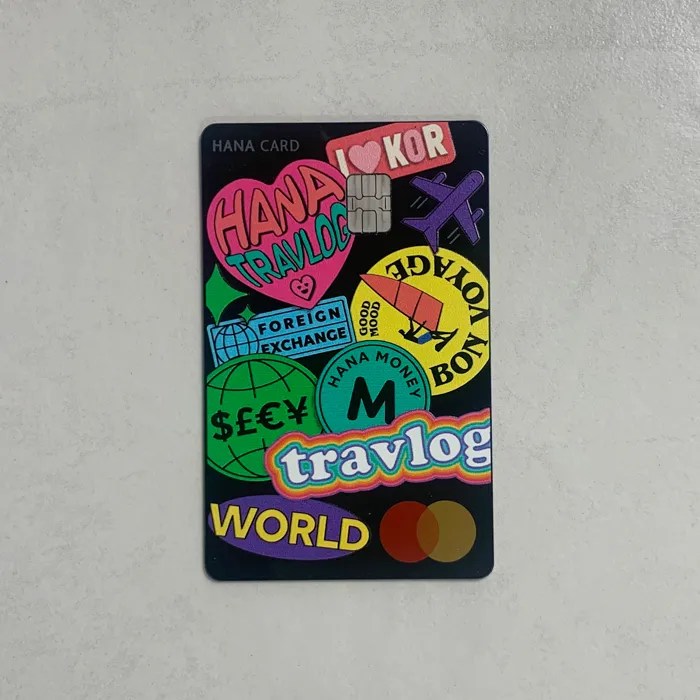 HANA CARD
I KOR
HANA
TRAVLOG
BON VOYAGE
GOOD
MOOD
FOREIGN
EXCHANGE
HANA MONEY
M
$£€¥
travlog
WORLD